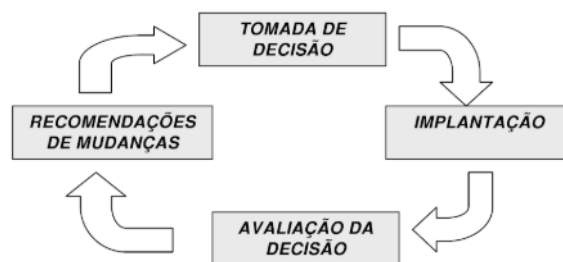 TOMADA DE
DECISÃO
IMPLANTAÇÃO
AVALIAÇÃO DA
DECISÃO
RECOMENDAÇÕES
DE MUDANÇAS